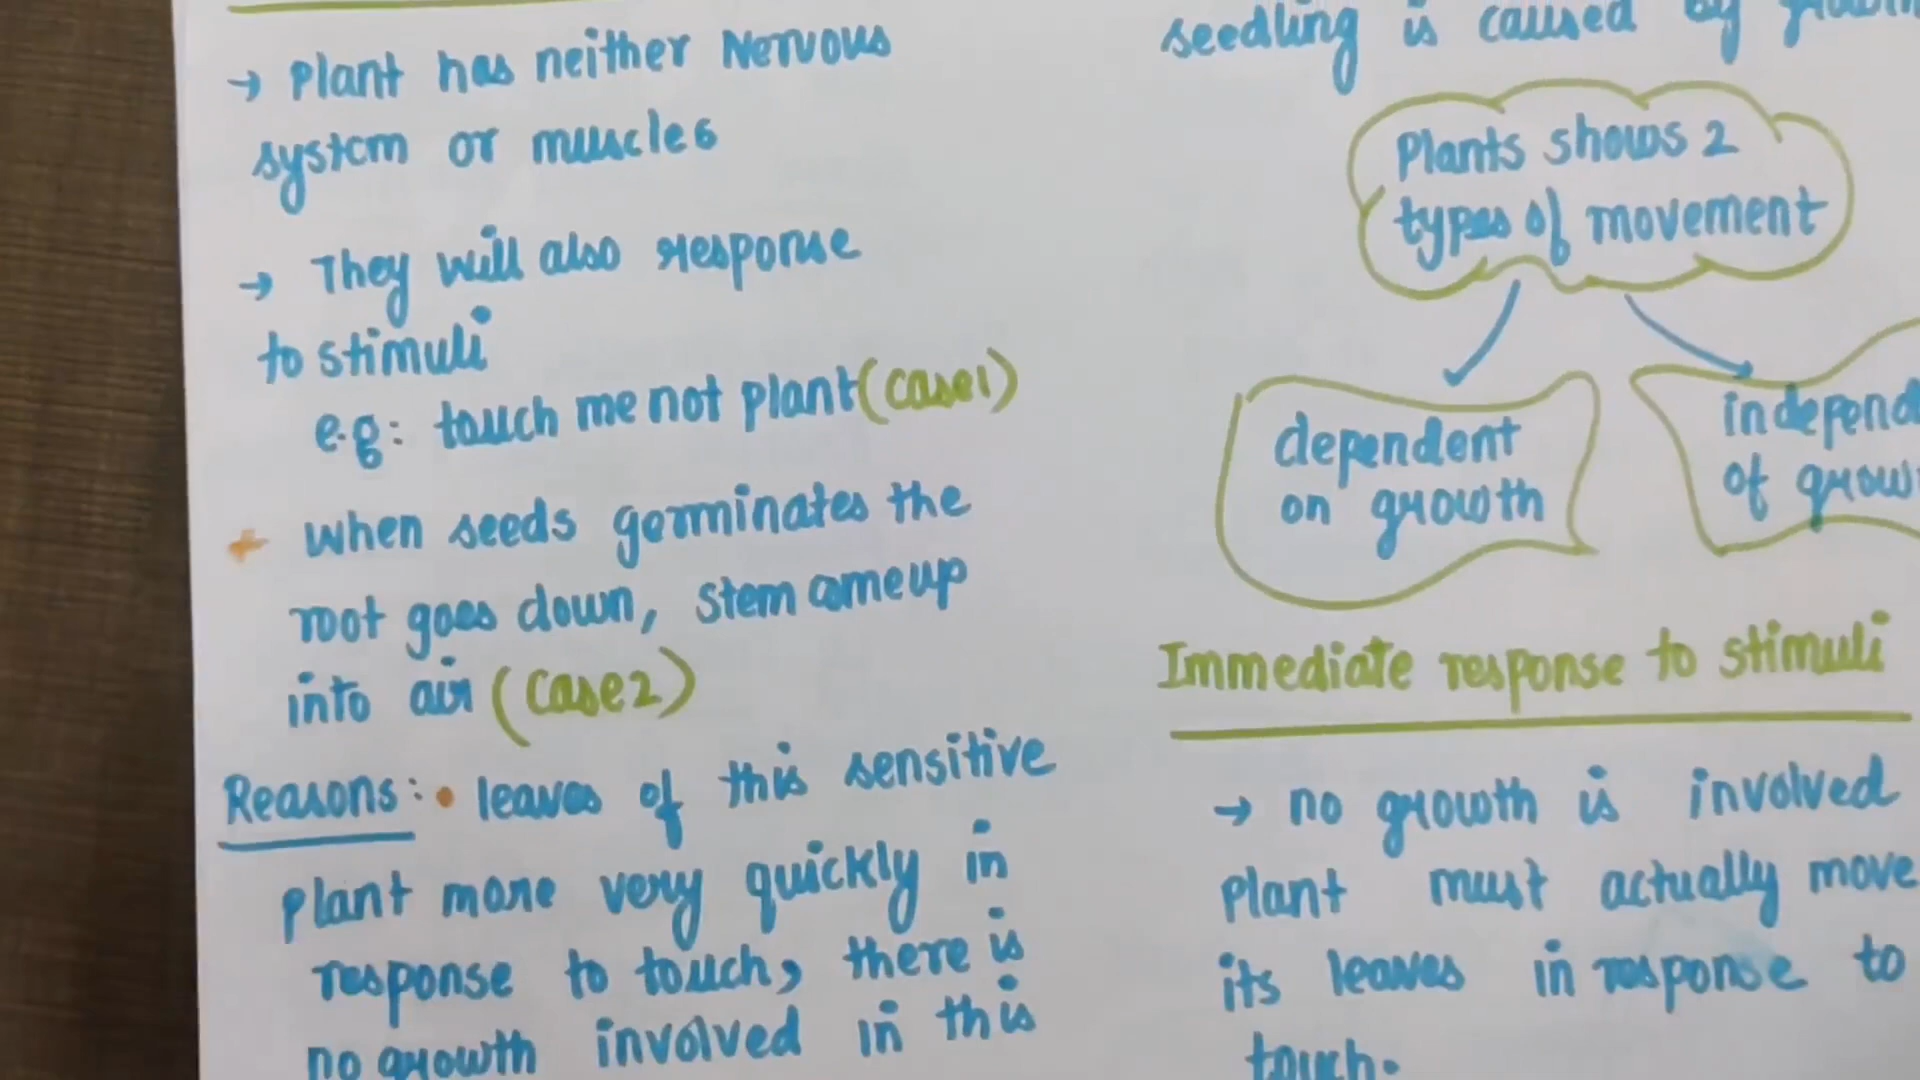 → Plant has neither Nervous
system or muscles
→ They will also response
to stimuli
e.g: touch me not plant (case1)
+ when seeds germinates the
root goes down, stem come up
into air (case2)
Reasons: • leaves of this sensitive
plant move very quickly in
response to touch, there is
no growth involved in this
seedling is caused by
Plants shows 2
types of movement
dependent
on growth
independ
of grow
Immediate response to stimuli
→ no growth is involved
plant must actually move
its leaves in response to
touch.